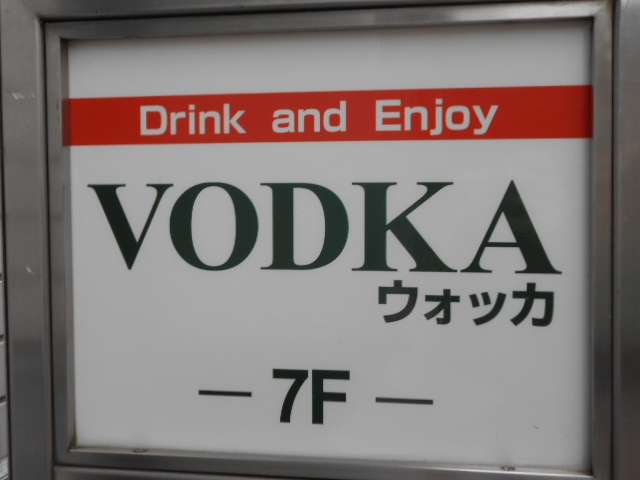 Drink and Enjoy
VODKA
ウォッカ
— 7F —